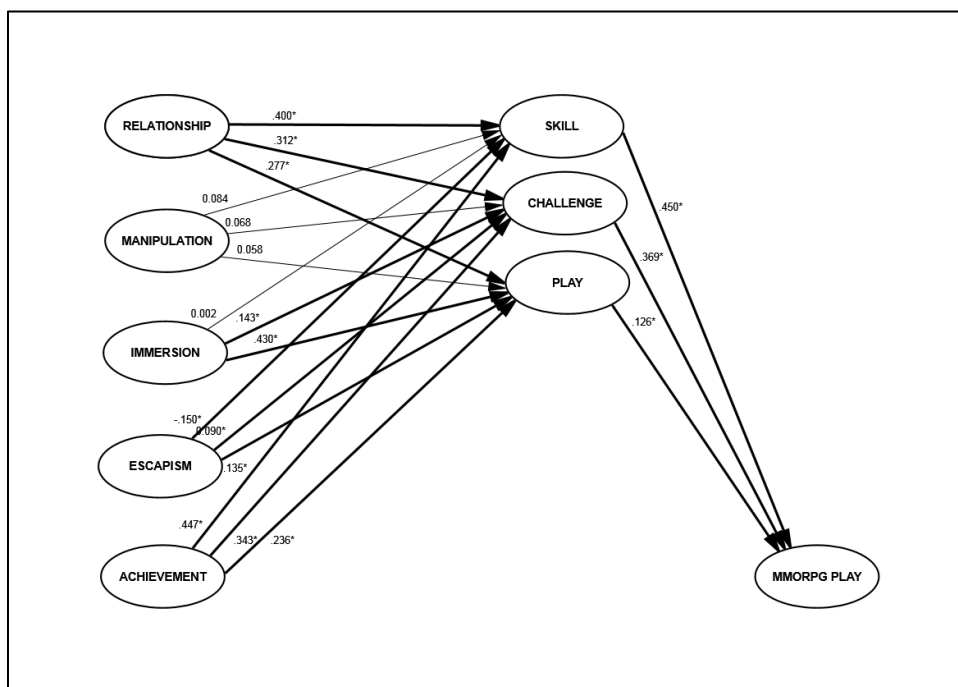 RELATIONSHIP
.400*
SKILL
.312*
.277*
0.084
CHALLENGE
.450*
0.068
MANIPULATION
0.058
.369*
PLAY
0.002
.143*
.126*
.430*
IMMERSION
-.150*
0.090*
ESCAPISM
.135*
.447*
.343*
.236*
ACHIEVEMENT
MMORPG PLAY